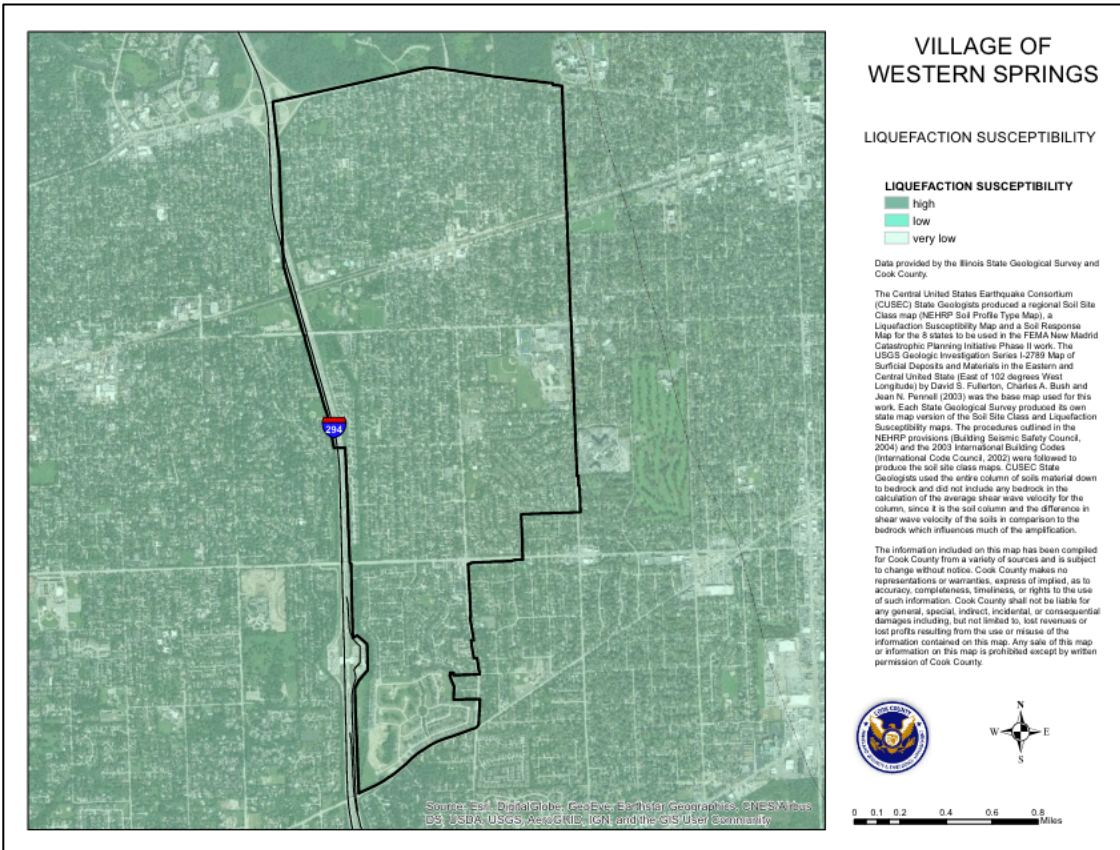 VILLAGE OF
WESTERN SPRINGS
LIQUEFACTION SUSCEPTIBILITY
LIQUEFACTION SUSCEPTIBILITY
high
low
very low
Data provided by the Illinois State Geological Survey and
Cook County.
The Central United States Earthquake Consortium
(CUSEC) State Geologists produced a regional Soil Site
Class map (NEHRP Soil Profile Type Map), a
Liquefaction Susceptibility Map and a Soil Response
Map for the 8 states to be used in the FEMA New Madrid
Catastrophic Planning Initiative Phase II work. The
USGS Geologic Investigation Series I-2789 Map of
Surficial Deposits and Materials in the Eastern and
Central United State (East of 102 degrees West
Longitude) by David S. Fullerton, Charles A. Bush and
Jean N. Pennell (2003) was the base map used for this
work. Each State Geological Survey produced its own
state map version of the Soil Site Class and Liquefaction
Susceptibility maps. The procedures outlined in the
NEHRP provisions (Building Seismic Safety Council,
2004) and the 2003 International Building Codes
(International Code Council, 2002) were followed to
produce the soil site class maps. CUSEC State
Geologists used the entire column of soils material down
to bedrock and did not include any bedrock in the
calculation of the average shear wave velocity for the
column, since it is the soil column and the difference in
shear wave velocity of the soils in comparison to the
bedrock which influences much of the amplification.
The information included on this map has been compiled
for Cook County from a variety of sources and is subject
to change without notice. Cook County makes no
representations or warranties, express of implied, as to
accuracy, completeness, timeliness, or rights to the use
of such information. Cook County shall not be liable for
any general, special, indirect, incidental, or consequential
damages including, but not limited to, lost revenues or
lost profits resulting from the use or misuse of the
information contained on this map. Any sale of this map
or information on this map is prohibited except by written
permission of Cook County.
294
COOK COUNTY
N
W E
S
0 0.1 0.2 0.4 0.6 0.8
Miles
Source: Esri, DigitalGlobe, GeoEye, Earthstar Geographics, CNES/Airbus
DS, USDA, USGS, AeroGRID, IGN, and the GIS User Community